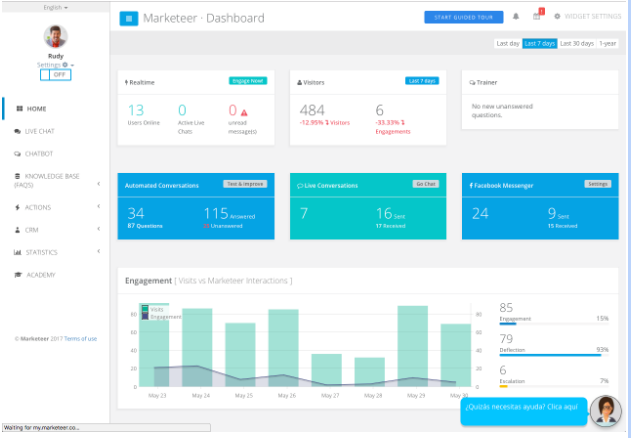 English
Marketeer · Dashboard
START GUIDED TOUR
WIDGET SETTINGS
Last day Last 7 days Last 30 days 1-year
Rudy
Settings
OFF
HOME
LIVE CHAT
CHATBOT
KNOWLEDGE BASE
(FAQS)
ACTIONS
CRM
STATISTICS
ACADEMY
© Marketeer 2017 Terms of use
Realtime
Engage Now!
13
Users Online
0
Active Live
Chats
0
unread
message(s)
Visitors
Last 7 days
484
-12.95% Visitors
6
-33.33%
Engagements
Trainer
No new unanswered
questions.
Automated Conversations
Test & Improve
34
87 Questions
115 Answered
Unanswered
Live Conversations
Go Chat
7
16 Sent
17 Received
Facebook Messenger
Settings
24
9 Sent
15 Received
Engagement [ Visits vs Marketeer Interactions ]
Visits
Engagement
80
60
40
20
0
80
60
40
20
0
May 23
May 24
May 25
May 26
May 27
May 28
May 29
May 30
85
Engagement
15%
79
Deflection
93%
6
Escalation
7%
¿Quizás necesitas ayuda? Clica aquí
Waiting for my.marketeer.co...